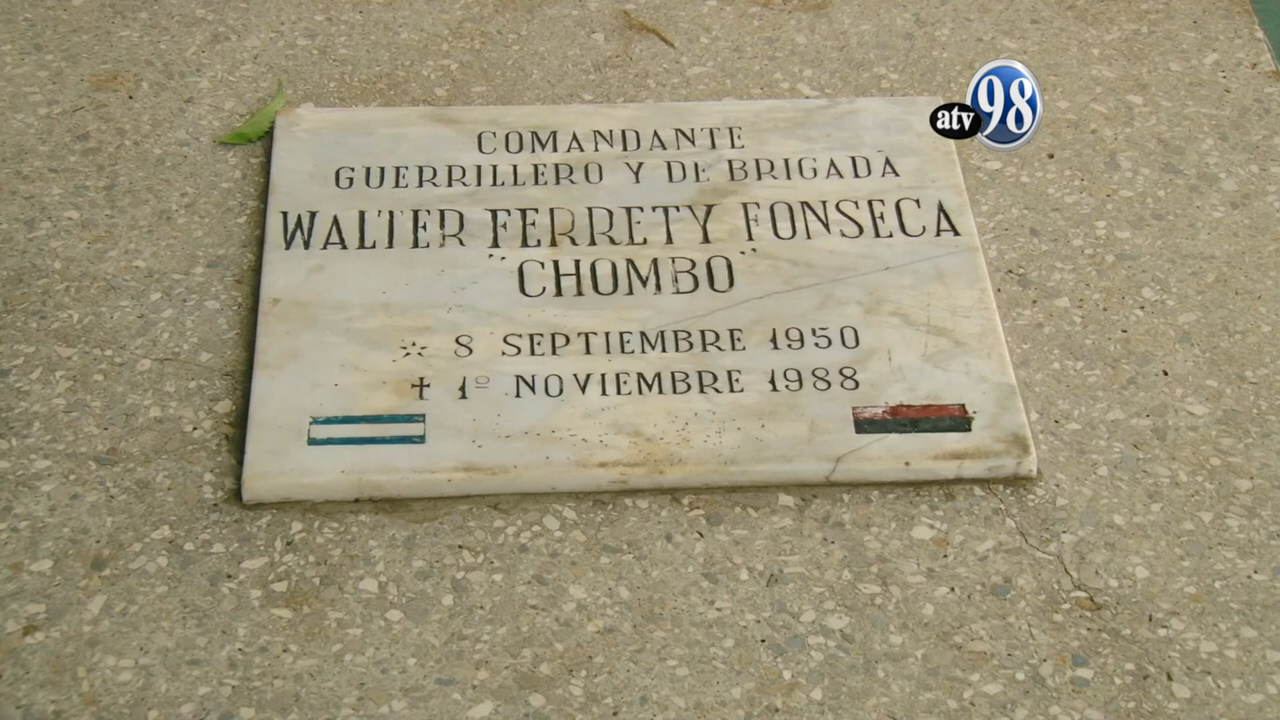 COMANDANTE
GUERRILLERO Y DE BRIGADA
WALTER FERRETY FONSECA
"CHOMBO"
8 SEPTIEMBRE 1950
1º NOVIEMBRE 1988
atv 98